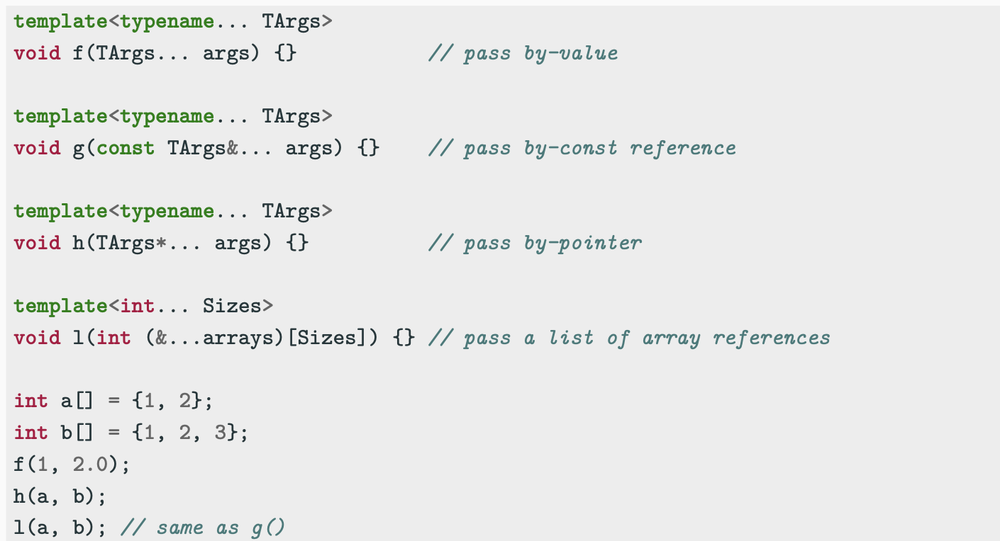 template<typename... TArgs>
void f(TArgs... args) {}           // pass by-value
template<typename... TArgs>
void g(const TArgs&... args) {}    // pass by-const reference
template<typename... TArgs>
void h(TArgs*... args) {}          // pass by-pointer
template<int... Sizes>
void l(int (&...arrays)[Sizes]) {} // pass a list of array references
int a[] = {1, 2};
int b[] = {1, 2, 3};
f(1, 2.0);
h(a, b);
l(a, b); // same as g()